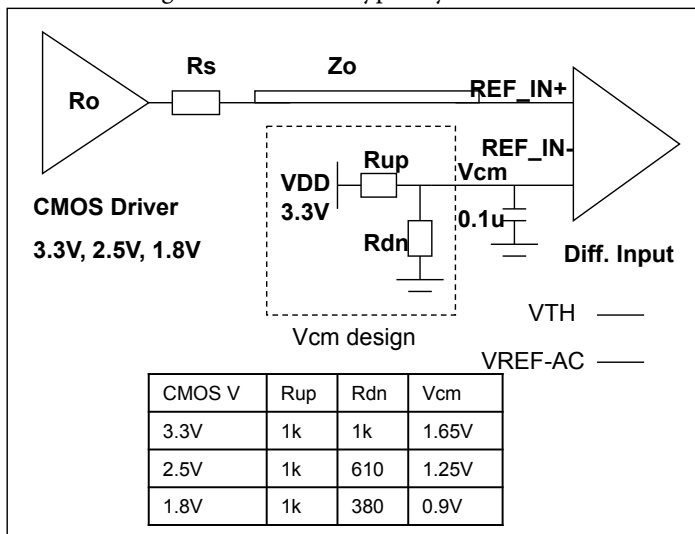 Rs
Zo
Ro
REF_IN+
REF_IN-
Rup
Vcm
VDD
3.3V
CMOS Driver
3.3V, 2.5V, 1.8V
Rdn
0.1u
Diff. Input
Vcm design
VTH
VREF-AC
CMOS V Rup Rdn Vcm
3.3V 1k 1k 1.65V
2.5V 1k 610 1.25V
1.8V 1k 380 0.9V